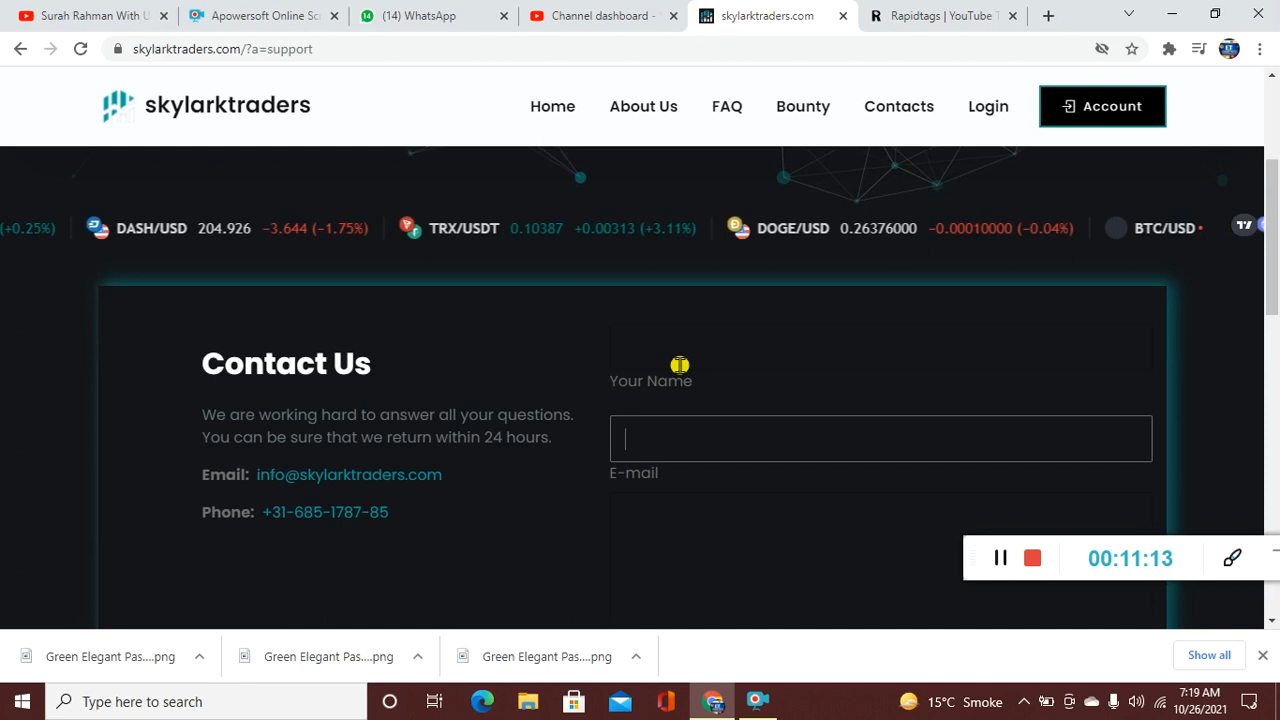 Surah Rahman With U
Apowersoft Online Sc
(14) WhatsApp
Channel dashboard -
skylarktraders.com
Rapidtags | YouTube T
skylarktraders.com/?a=support
skylarktraders
Home
About Us
FAQ
Bounty
Contacts
Login
Account
(+0.25%)
DASH/USD 204.926 −3.644 (−1.75%)
TRX/USDT 0.10387 +0.00313 (+3.11%)
DOGE/USD 0.26376000 −0.00010000 (−0.04%)
BTC/USD
Contact Us
We are working hard to answer all your questions.
You can be sure that we return within 24 hours.
Email: info@skylarktraders.com
Phone: +31-685-1787-85
Your Name
E-mail
00:11:13
Green Elegant Pas....png
Green Elegant Pas....png
Green Elegant Pas....png
Show all
Type here to search
15°C Smoke
7:19 AM
10/26/2021